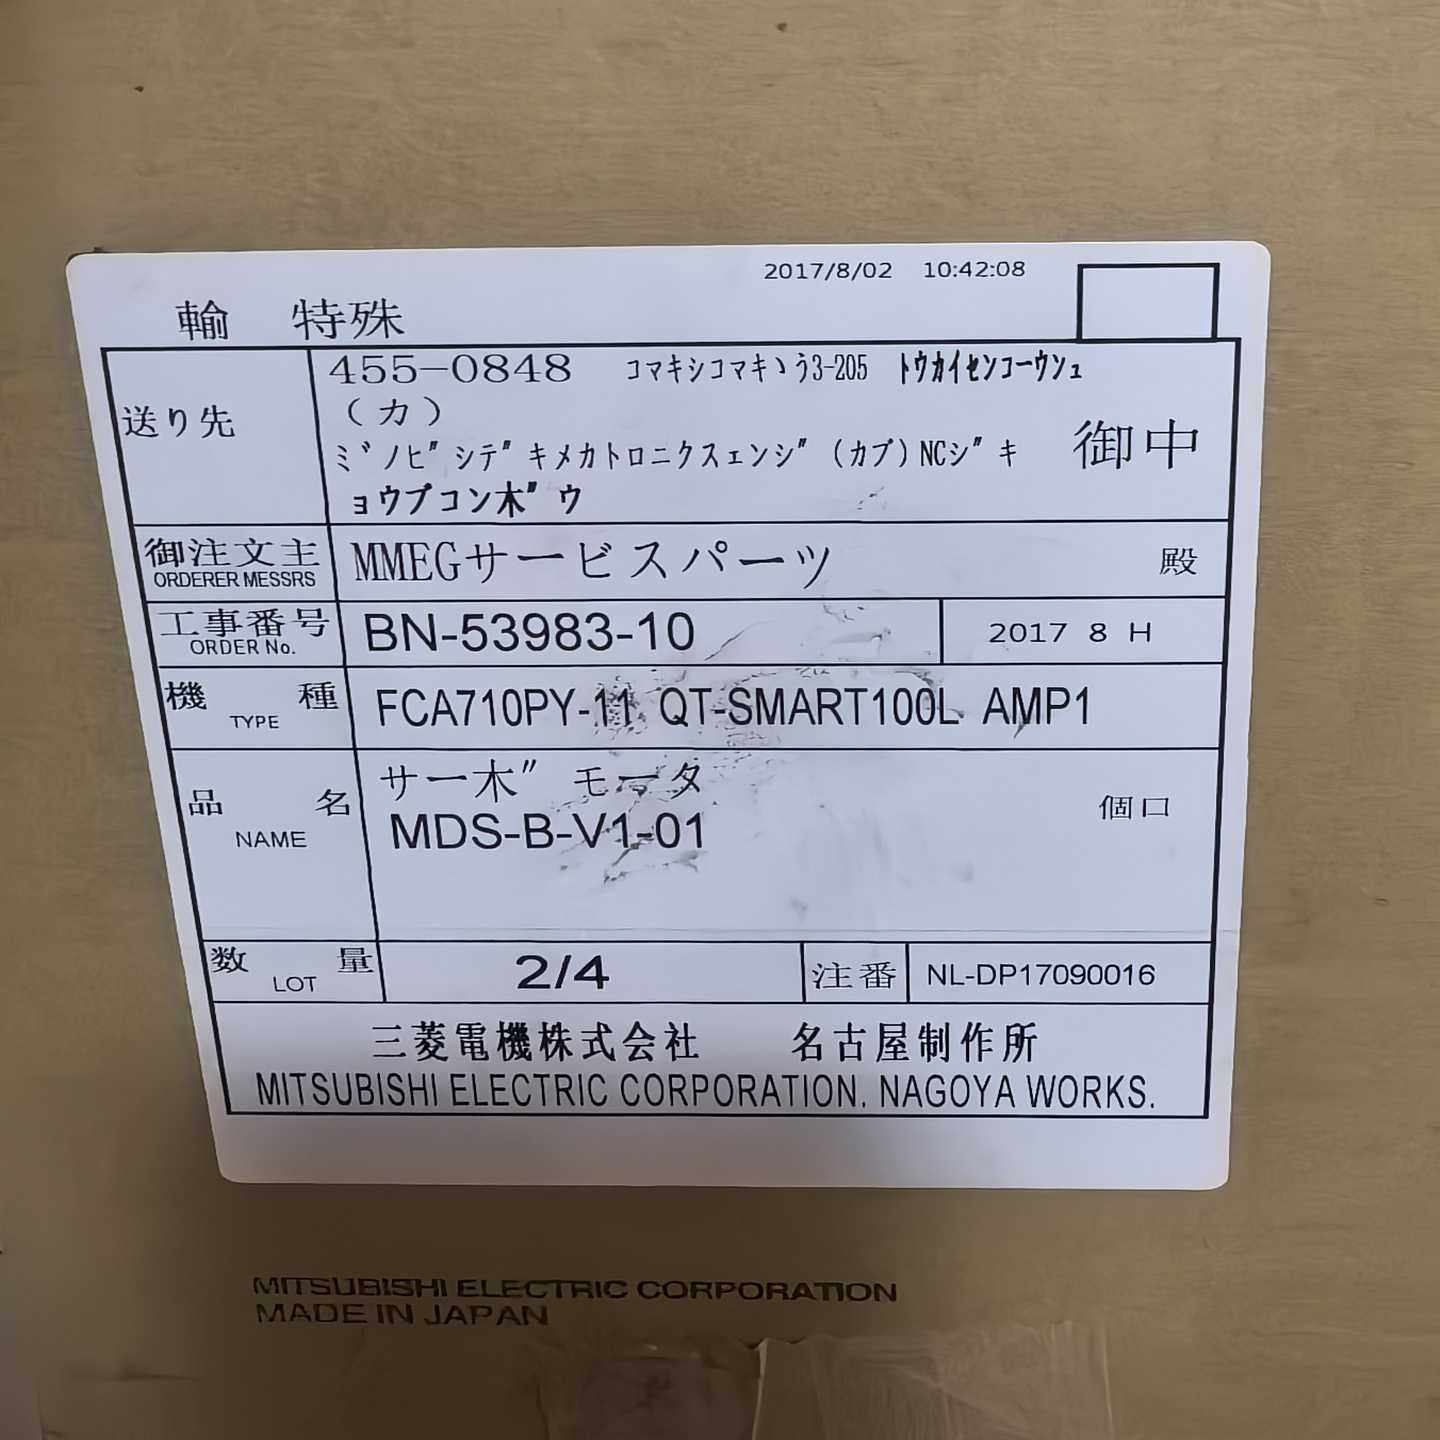 2017/8/02 10:42:08
輸 特殊
送り先
455-0848 コマキシコマキヽう3-205 トウカイセンコーウンュ
（カ）
ミ゛ノビシデキメカトロニクスェンジ（カブ）NCジキ
ョウブコン木゛ウ
御中
御注文主 MMEGサービスパーツ 殿
ORDERER MESSRS
工事番号 BN-53983-10 2017 8 H
ORDER No.
機種 FCA710PY-11 QT-SMART100L AMP1
TYPE
サー木゛モータ
品名 個口
MDS-B-V1-01
NAME
数量 2/4 注番 NL-DP17090016
LOT
三菱電機株式会社 名古屋制作所
MITSUBISHI ELECTRIC CORPORATION. NAGOYA WORKS.
MITSUBISHI ELECTRIC CORPORATION
MADE IN JAPAN